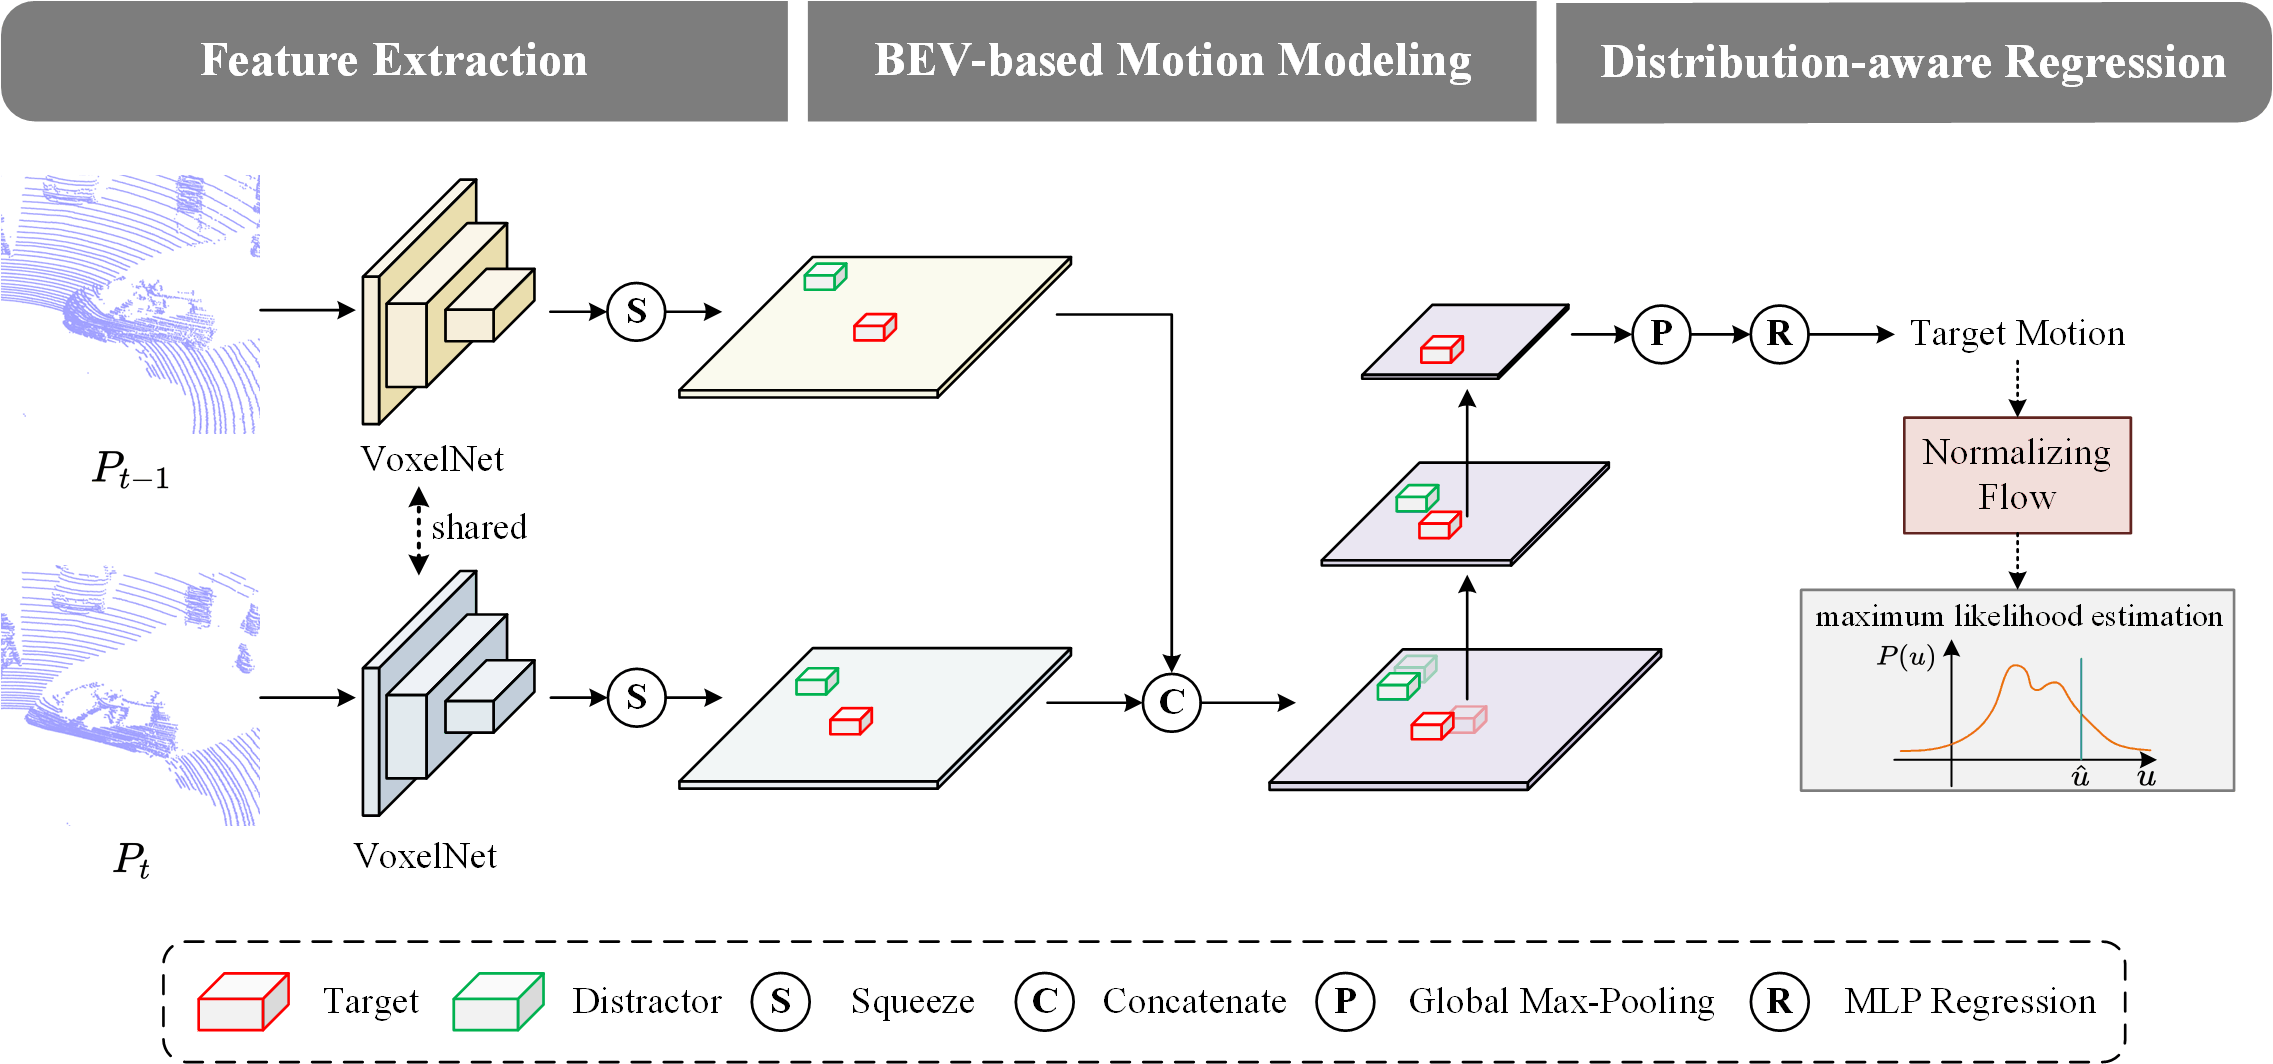 Feature Extraction
BEV-based Motion Modeling
Distribution-aware Regression
S
P
R
Target Motion
VoxelNet
P_{t-1}
Normalizing
Flow
shared
maximum likelihood estimation
P(u)
S
C
û
u
VoxelNet
P_t
Target
Distractor
S
Squeeze
C
Concatenate
P
Global Max-Pooling
R
MLP Regression